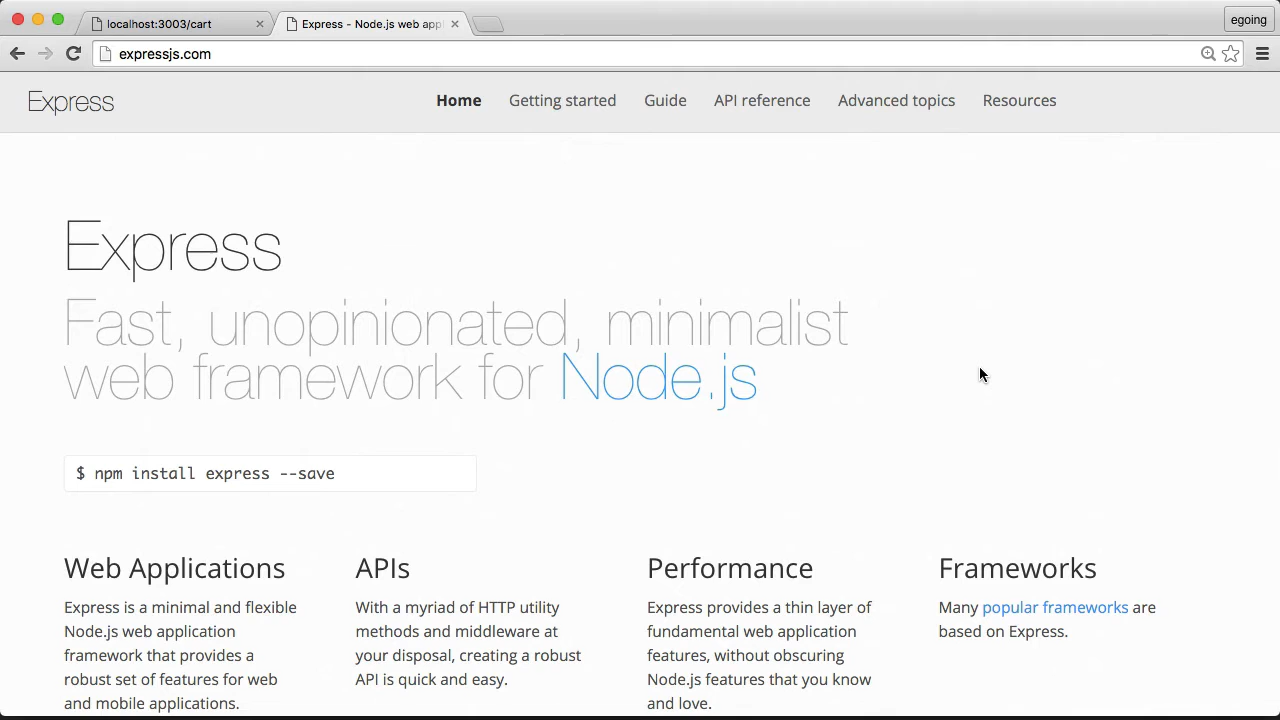 localhost:3003/cart
Express - Node.js web app
egoing
expressjs.com
Express
Home Getting started Guide API reference Advanced topics Resources
Express
Fast, unopinionated, minimalist
web framework for Node.js
$ npm install express --save
Web Applications
Express is a minimal and flexible
Node.js web application
framework that provides a
robust set of features for web
and mobile applications.
APIs
With a myriad of HTTP utility
methods and middleware at
your disposal, creating a robust
API is quick and easy.
Performance
Express provides a thin layer of
fundamental web application
features, without obscuring
Node.js features that you know
and love.
Frameworks
Many popular frameworks are
based on Express.